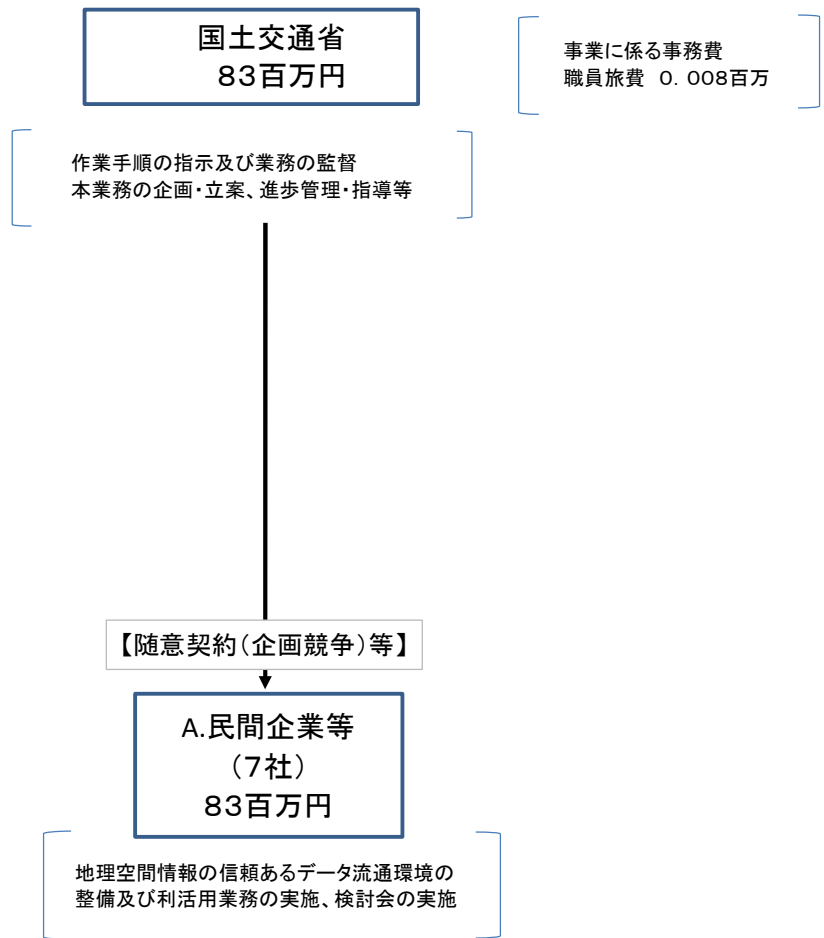 国土交通省
83百万円
事業に係る事務費
職員旅費 0.008百万
作業手順の指示及び業務の監督
本業務の企画・立案、進歩管理・指導等
【随意契約(企画競争)等】
A.民間企業等
(7社)
83百万円
地理空間情報の信頼あるデータ流通環境の
整備及び利活用業務の実施、検討会の実施